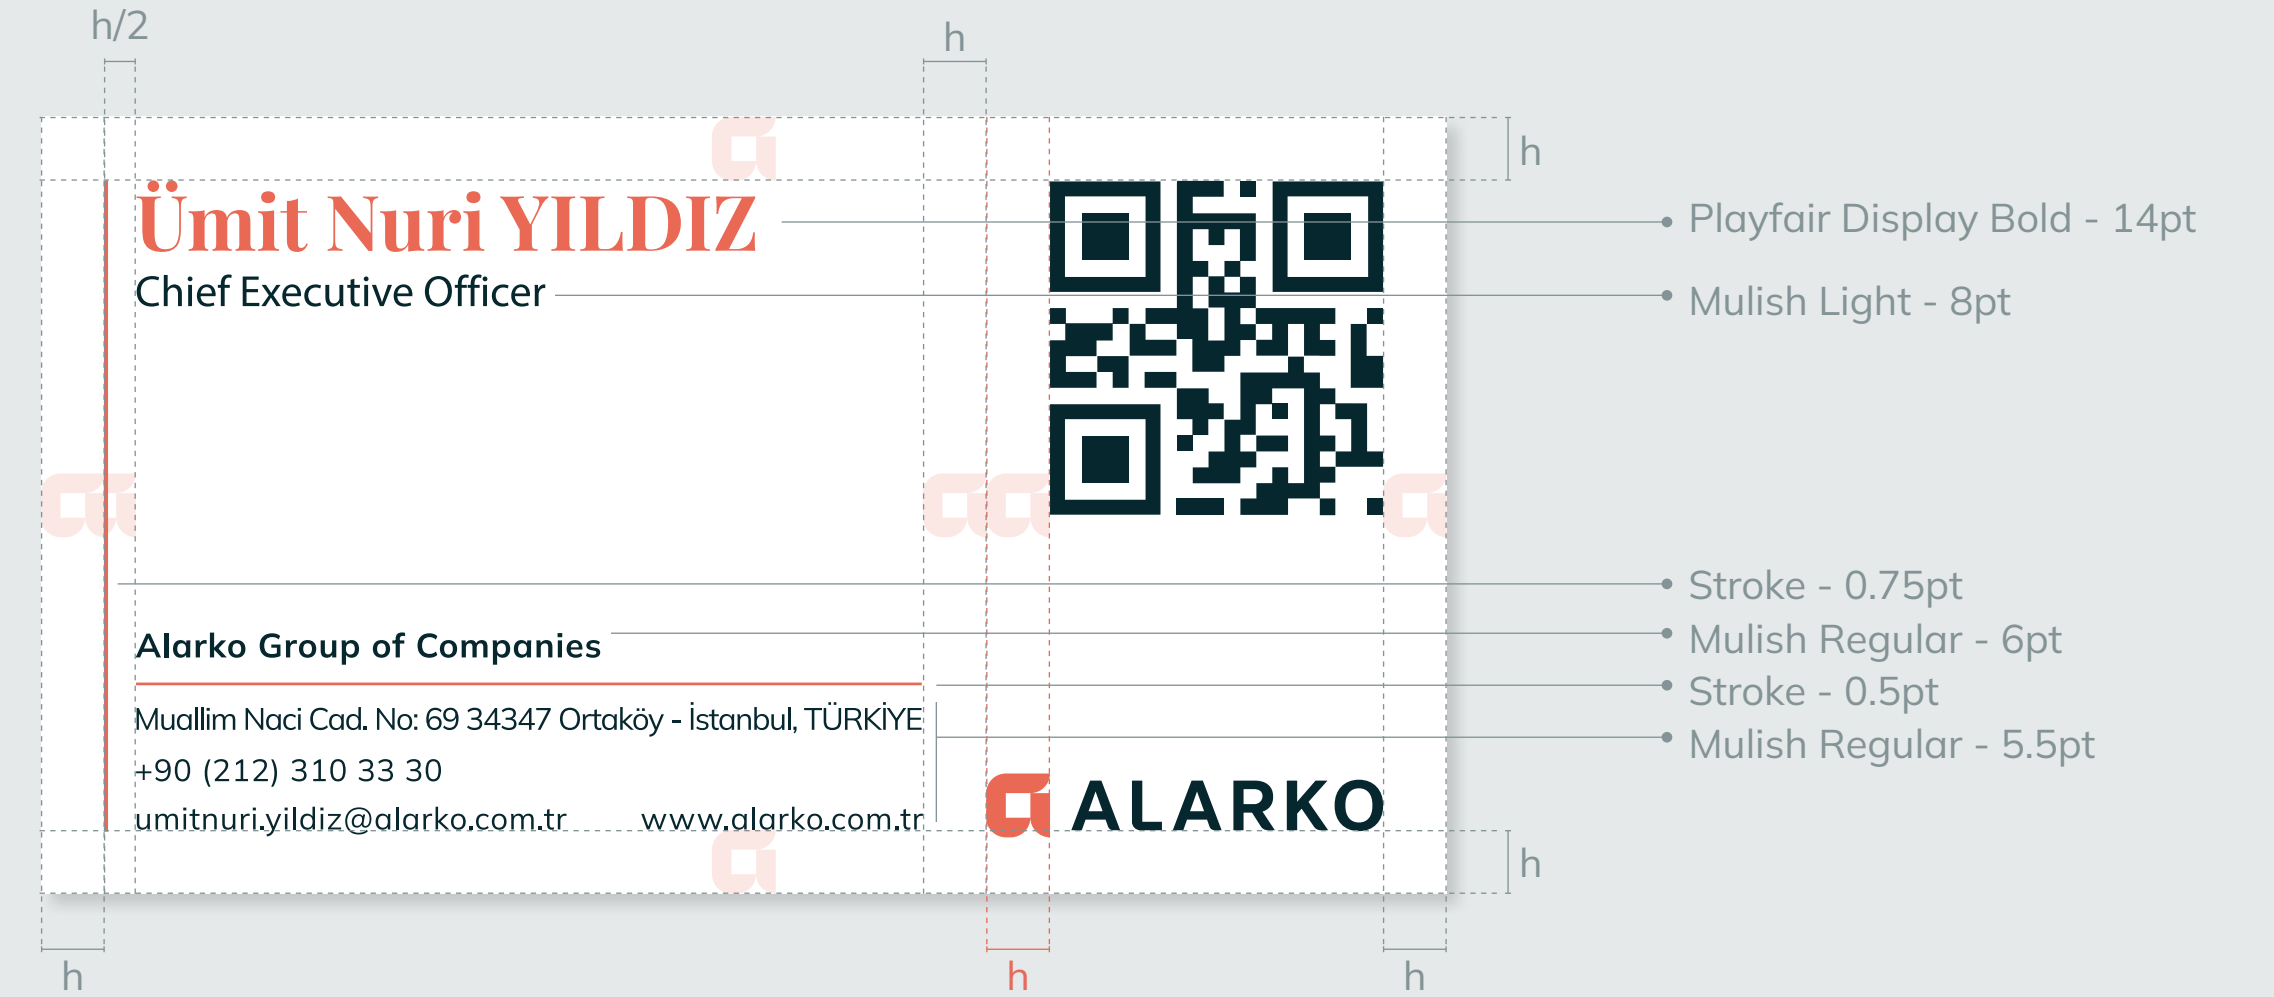 h/2
h
h
Ümit Nuri YILDIZ
Playfair Display Bold - 14pt
Chief Executive Officer
Mulish Light - 8pt
Stroke - 0.75pt
Alarko Group of Companies
Mulish Regular - 6pt
Stroke - 0.5pt
Muallim Naci Cad. No: 69 34347 Ortaköy - İstanbul, TÜRKİYE
Mulish Regular - 5.5pt
+90 (212) 310 33 30
umitnuri.yildiz@alarko.com.tr www.alarko.com.tr
ALARKO
h
h
h
h